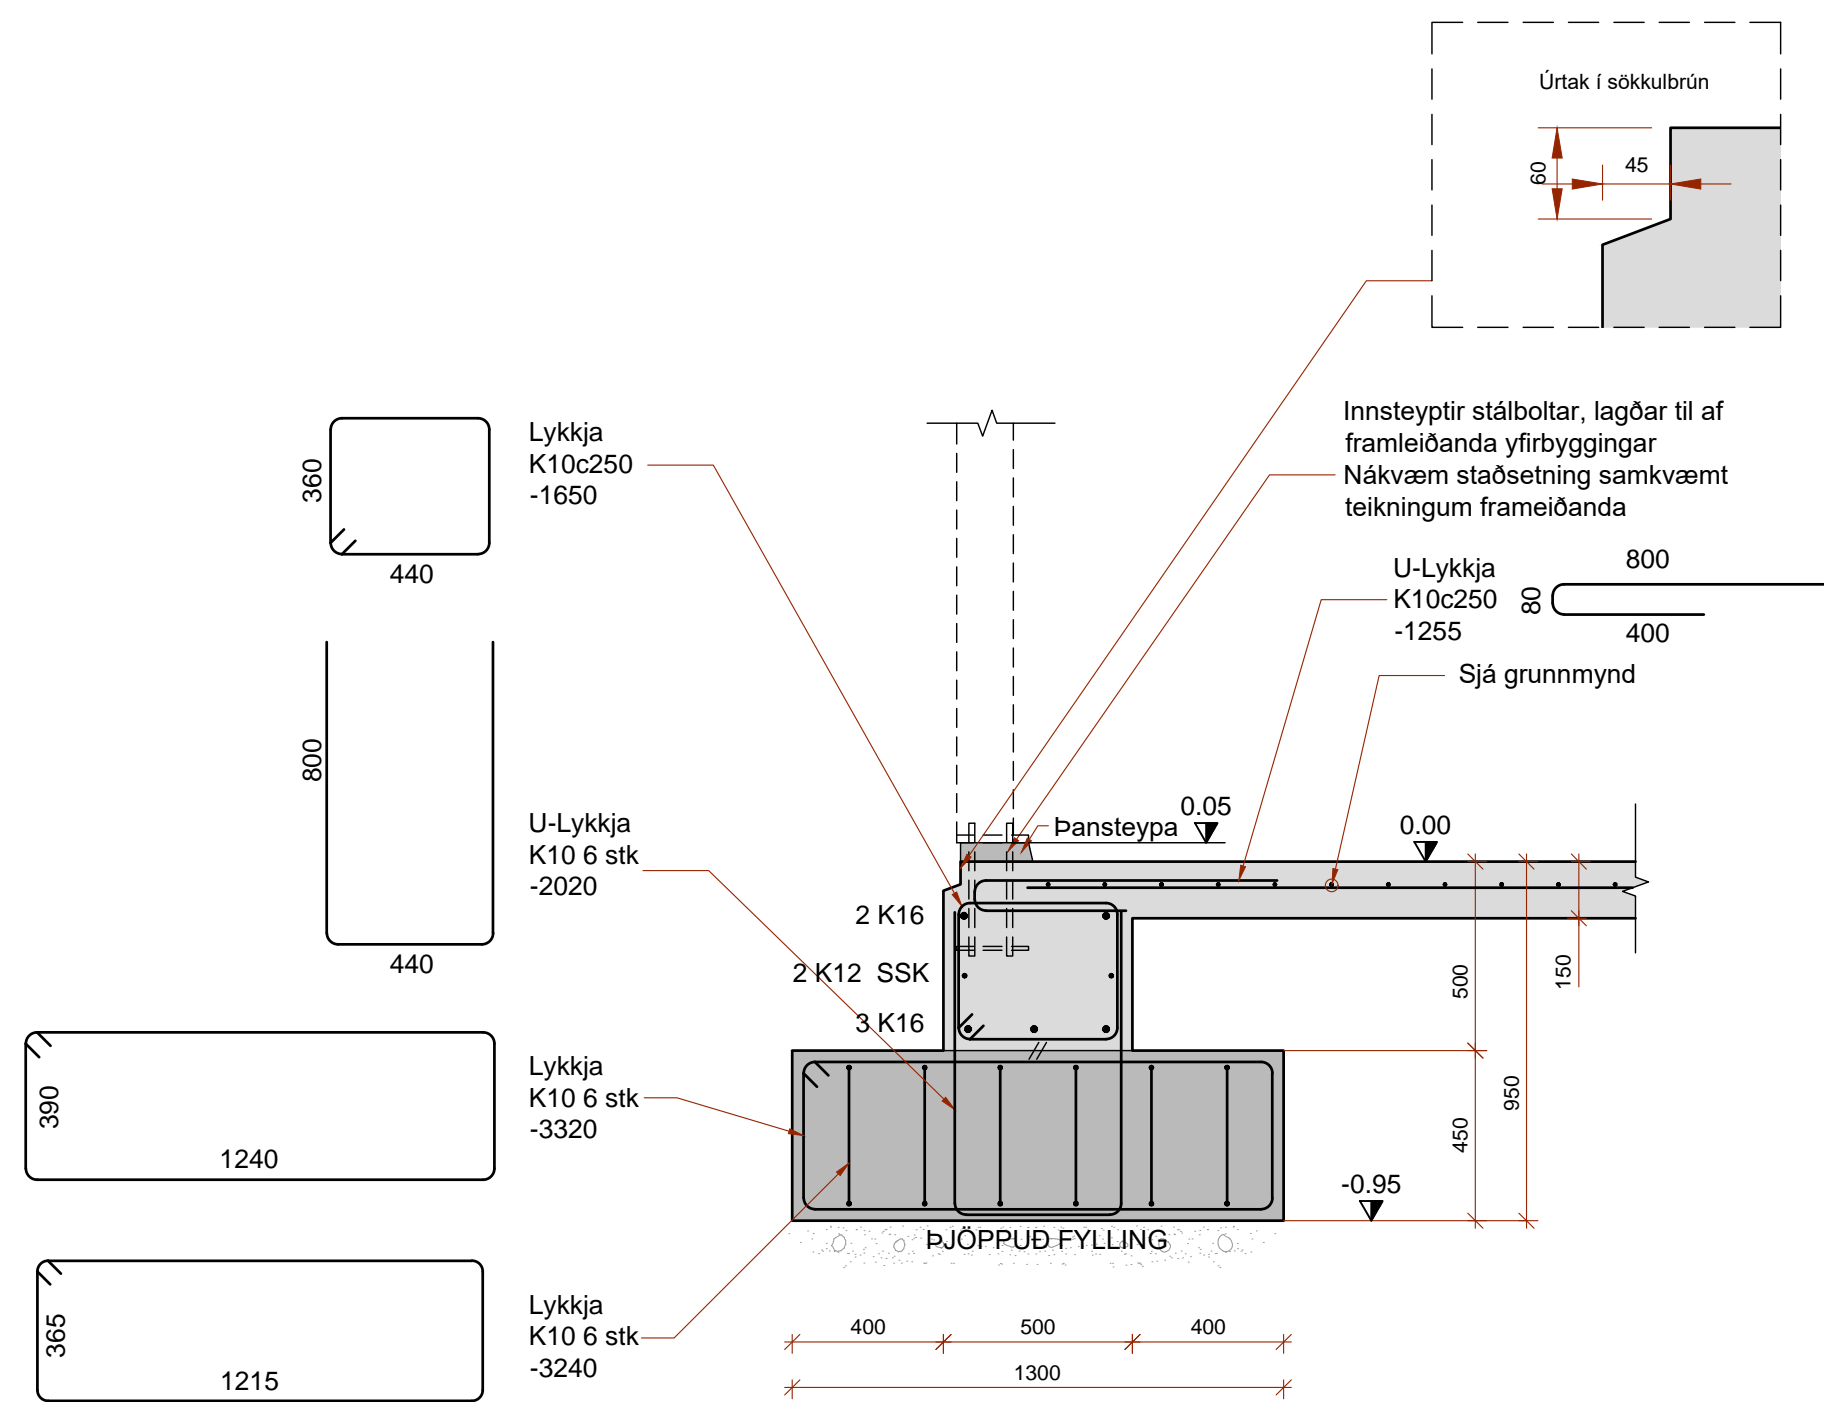 Úrtak í sökkulbrún
60
45
Innsteyptir stálboltar, lagðar til af
framleiðanda yfirbyggingar
Nákvæm staðsetning samkvæmt
teikningum frameiðanda
Lykkja
K10c250
-1650
360
440
U-Lykkja
K10c250
-1255
800
80
400
Sjá grunnmynd
800
440
U-Lykkja
K10 6 stk
-2020
Þansteypa
0.05
0.00
2 K16
2 K12 SSK
3 K16
500
150
450
950
-0.95
390
1240
Lykkja
K10 6 stk
-3320
ÞJÖPPUÐ FYLLING
365
1215
Lykkja
K10 6 stk
-3240
400
500
400
1300